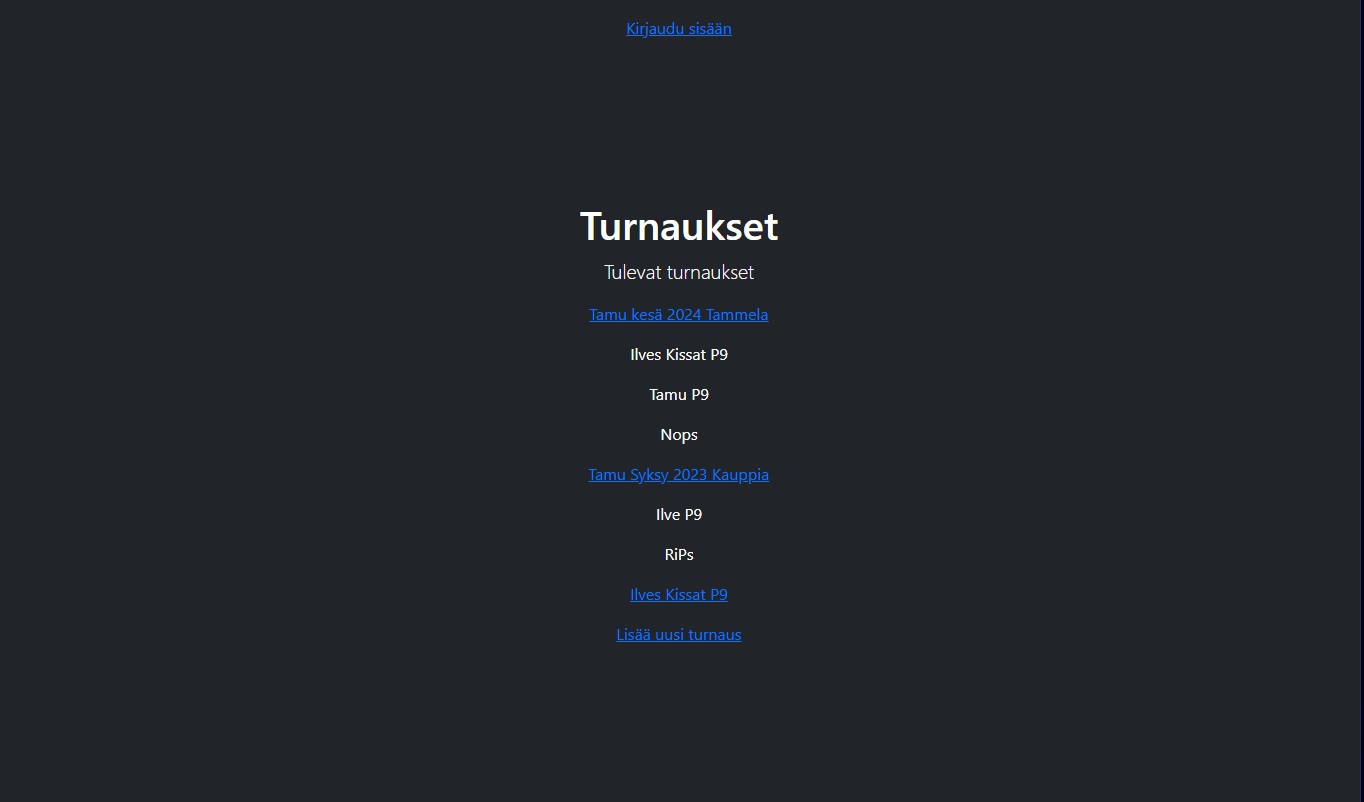 Kirjaudu sisään
Turnaukset
Tulevat turnaukset
Tamu kesä 2024 Tammela
Ilves Kissat P9
Tamu P9
Nops
Tamu Syksy 2023 Kauppia
Ilve P9
RiPs
Ilves Kissat P9
Lisää uusi turnaus